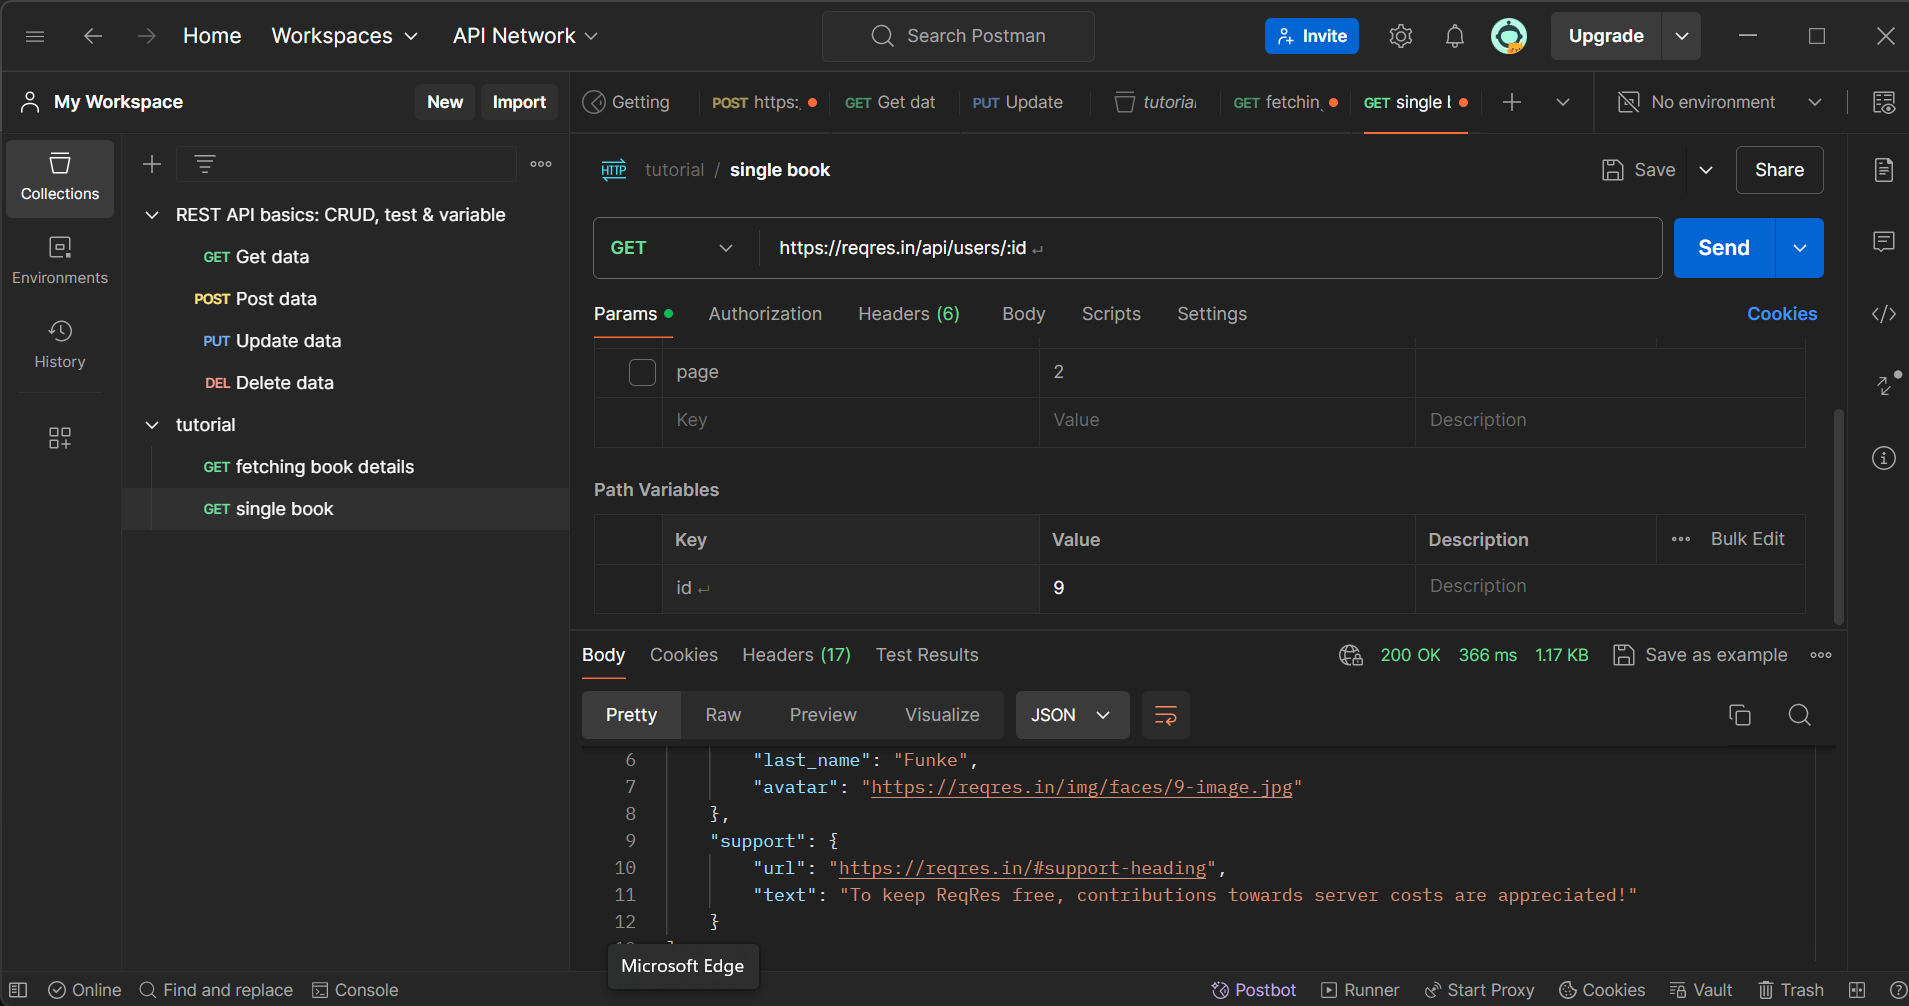 Home Workspaces API Network Search Postman Invite Upgrade
My Workspace New Import Getting POST https: GET Get dat PUT Update tutorial GET fetchin GET single b No environment
Collections
Environments
History
REST API basics: CRUD, test & variable
GET Get data
POST Post data
PUT Update data
DEL Delete data
tutorial
GET fetching book details
GET single book
HTTP tutorial / single book Save Share
GET https://reqres.in/api/users/:id Send
Params Authorization Headers (6) Body Scripts Settings Cookies
page 2
Key Value Description
Path Variables
Key Value Description Bulk Edit
id 9 Description
Body Cookies Headers (17) Test Results 200 OK 366 ms 1.17 KB Save as example
Pretty Raw Preview Visualize JSON
6 "last_name": "Funke",
7 "avatar": "https://reqres.in/img/faces/9-image.jpg"
8 },
9 "support": {
10 "url": "https://reqres.in/#support-heading",
11 "text": "To keep ReqRes free, contributions towards server costs are appreciated!"
12 }
Microsoft Edge
Online Find and replace Console Postbot Runner Start Proxy Cookies Vault Trash